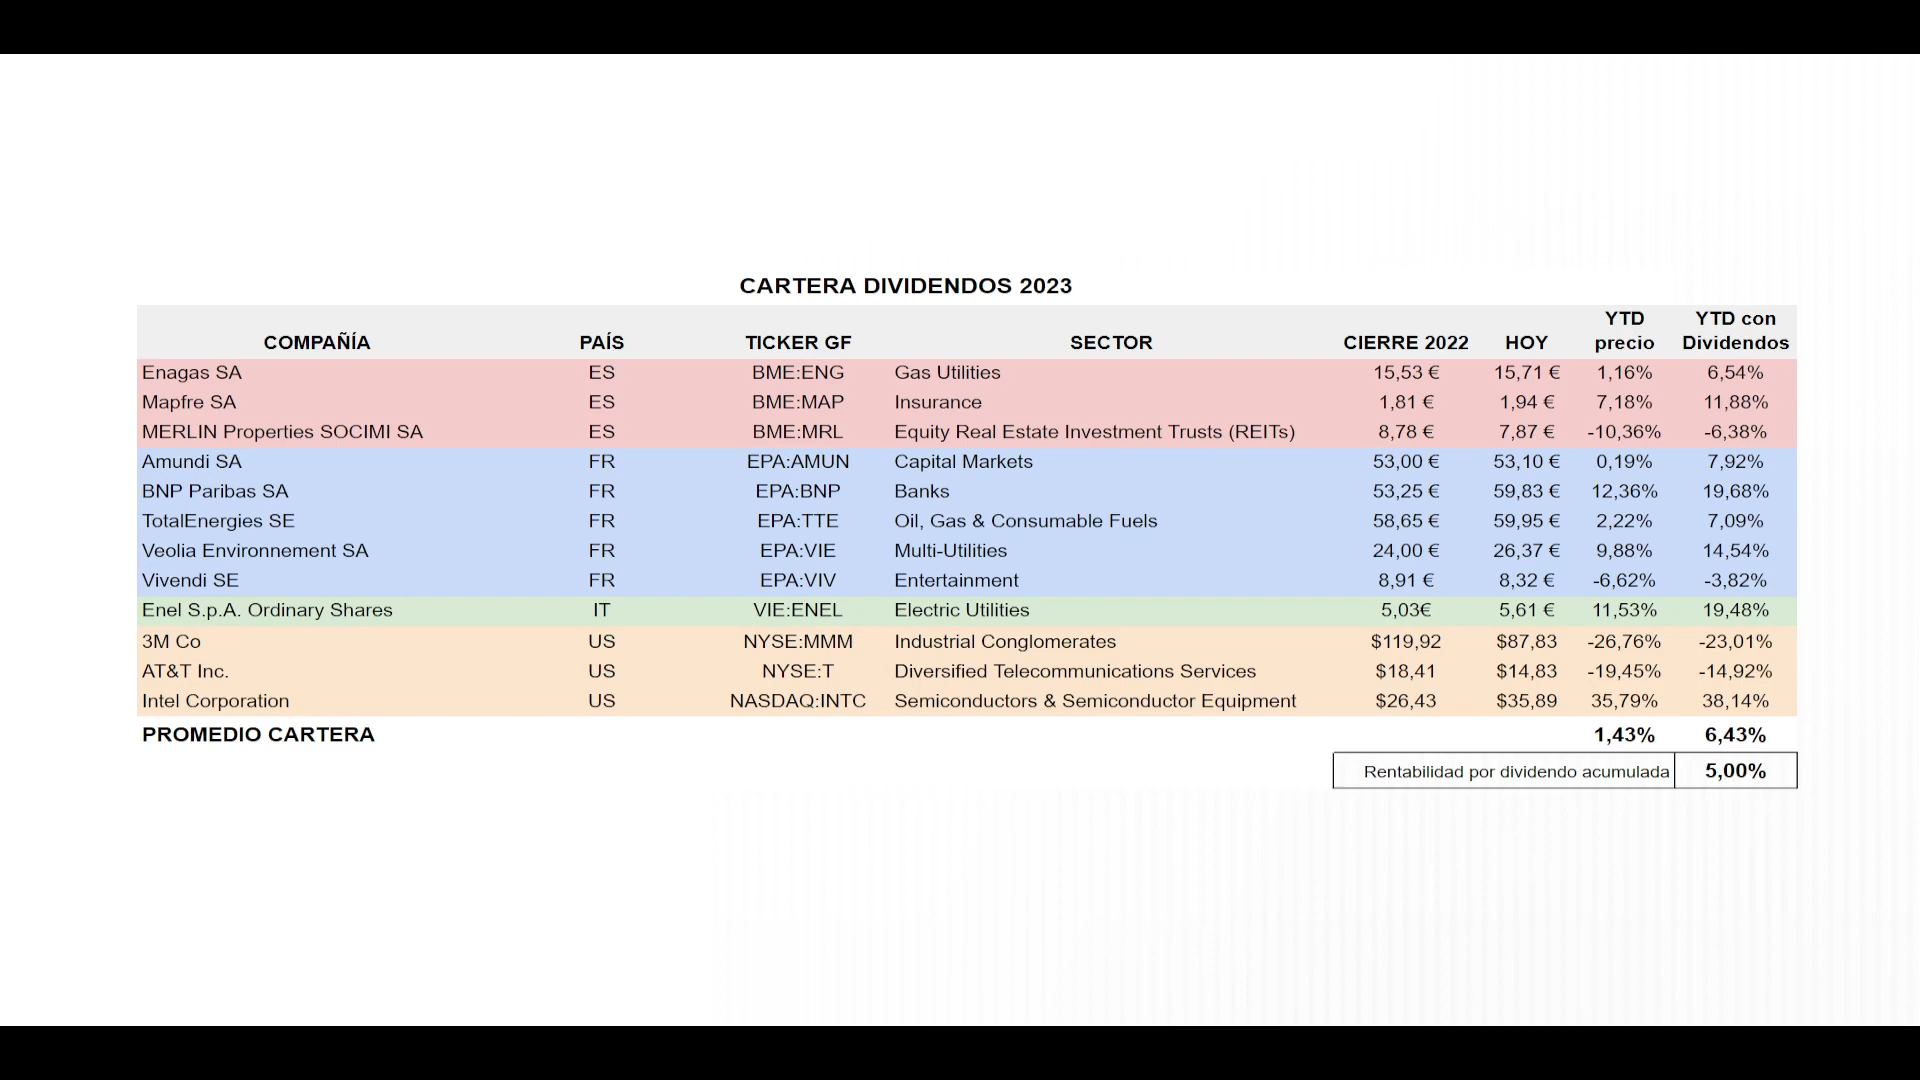 CARTERA DIVIDENDOS 2023
COMPAÑÍA PAÍS TICKER GF SECTOR CIERRE 2022 HOY YTD precio YTD con Dividendos
Enagas SA ES BME:ENG Gas Utilities 15,53 € 15,71 € 1,16% 6,54%
Mapfre SA ES BME:MAP Insurance 1,81 € 1,94 € 7,18% 11,88%
MERLIN Properties SOCIMI SA ES BME:MRL Equity Real Estate Investment Trusts (REITs) 8,78 € 7,87 € -10,36% -6,38%
Amundi SA FR EPA:AMUN Capital Markets 53,00 € 53,10 € 0,19% 7,92%
BNP Paribas SA FR EPA:BNP Banks 53,25 € 59,83 € 12,36% 19,68%
TotalEnergies SE FR EPA:TTE Oil, Gas & Consumable Fuels 58,65 € 59,95 € 2,22% 7,09%
Veolia Environnement SA FR EPA:VIE Multi-Utilities 24,00 € 26,37 € 9,88% 14,54%
Vivendi SE FR EPA:VIV Entertainment 8,91 € 8,32 € -6,62% -3,82%
Enel S.p.A. Ordinary Shares IT VIE:ENEL Electric Utilities 5,03€ 5,61 € 11,53% 19,48%
3M Co US NYSE:MMM Industrial Conglomerates $119,92 $87,83 -26,76% -23,01%
AT&T Inc. US NYSE:T Diversified Telecommunications Services $18,41 $14,83 -19,45% -14,92%
Intel Corporation US NASDAQ:INTC Semiconductors & Semiconductor Equipment $26,43 $35,89 35,79% 38,14%
PROMEDIO CARTERA 1,43% 6,43%
Rentabilidad por dividendo acumulada 5,00%